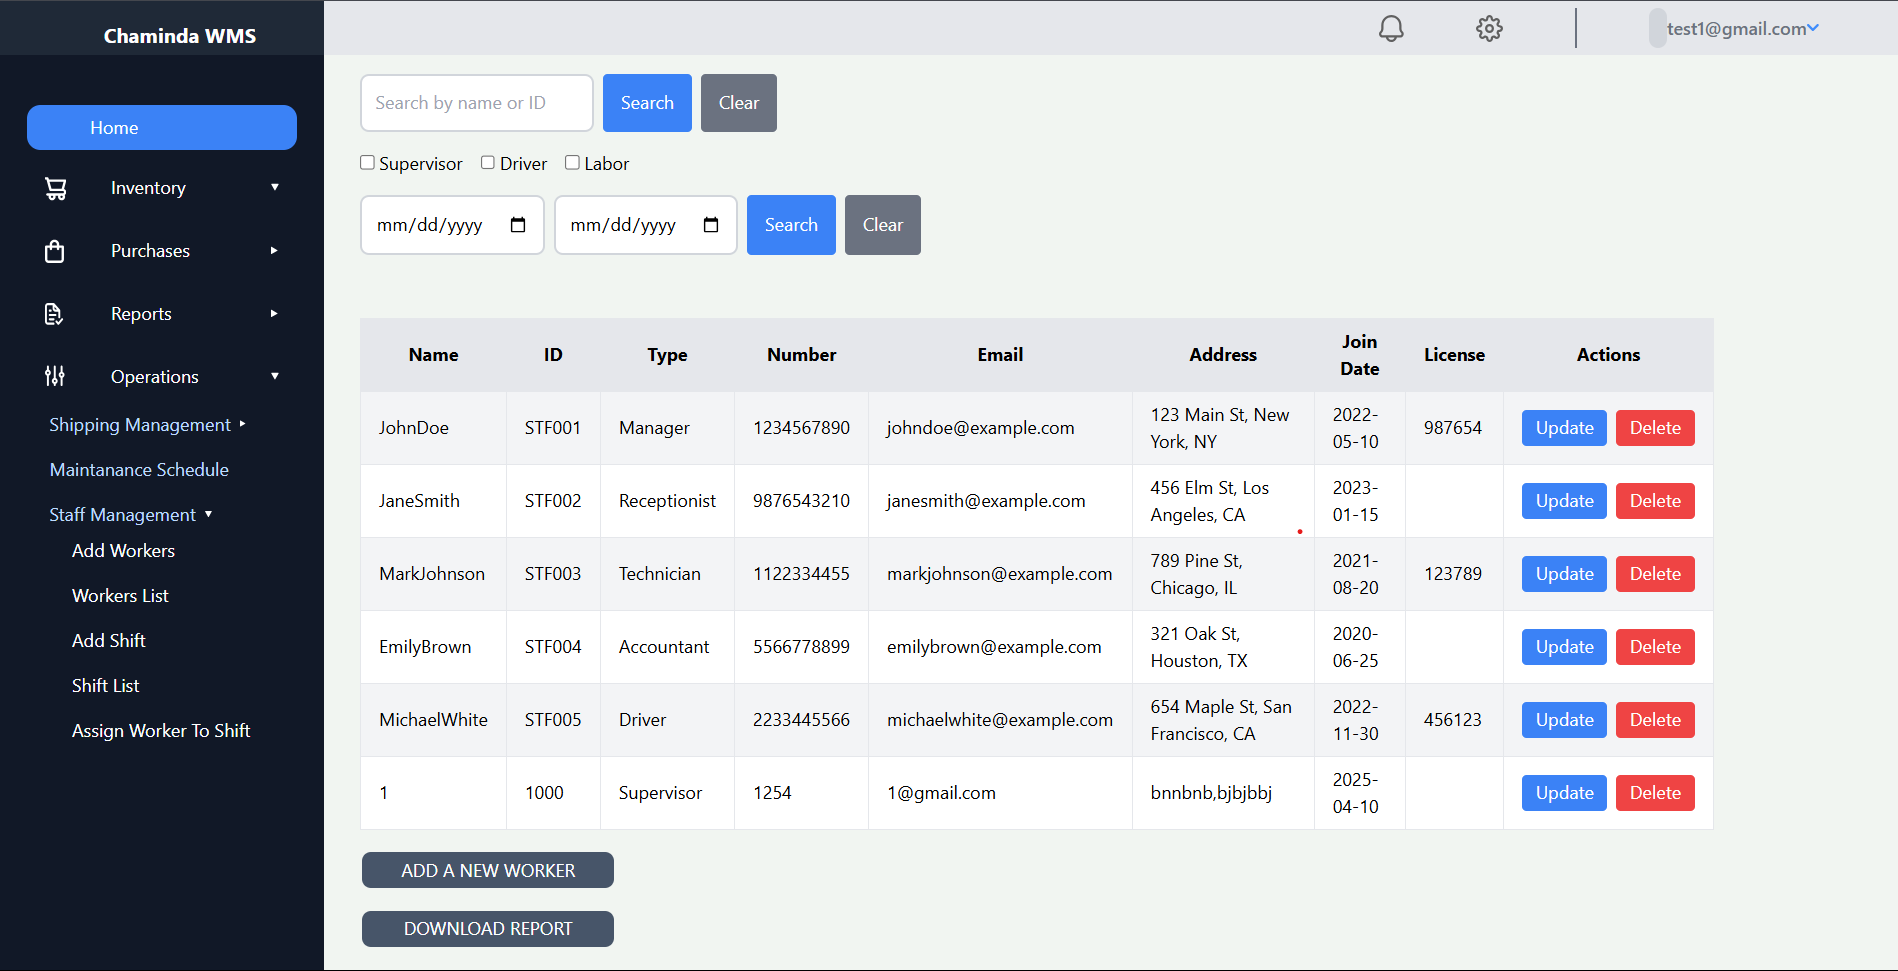 Chaminda WMS
test1@gmail.com
Home
Inventory
Purchases
Reports
Operations
Shipping Management
Maintanance Schedule
Staff Management
Add Workers
Workers List
Add Shift
Shift List
Assign Worker To Shift
Search by name or ID Search Clear
Supervisor Driver Labor
mm/dd/yyyy mm/dd/yyyy Search Clear
Name ID Type Number Email Address Join Date License Actions
JohnDoe STF001 Manager 1234567890 johndoe@example.com 123 Main St, New York, NY 2022-05-10 987654 Update Delete
JaneSmith STF002 Receptionist 9876543210 janesmith@example.com 456 Elm St, Los Angeles, CA 2023-01-15 Update Delete
MarkJohnson STF003 Technician 1122334455 markjohnson@example.com 789 Pine St, Chicago, IL 2021-08-20 123789 Update Delete
EmilyBrown STF004 Accountant 5566778899 emilybrown@example.com 321 Oak St, Houston, TX 2020-06-25 Update Delete
MichaelWhite STF005 Driver 2233445566 michaelwhite@example.com 654 Maple St, San Francisco, CA 2022-11-30 456123 Update Delete
1 1000 Supervisor 1254 1@gmail.com bnnbnb,bjbjbbj 2025-04-10 Update Delete
ADD A NEW WORKER
DOWNLOAD REPORT